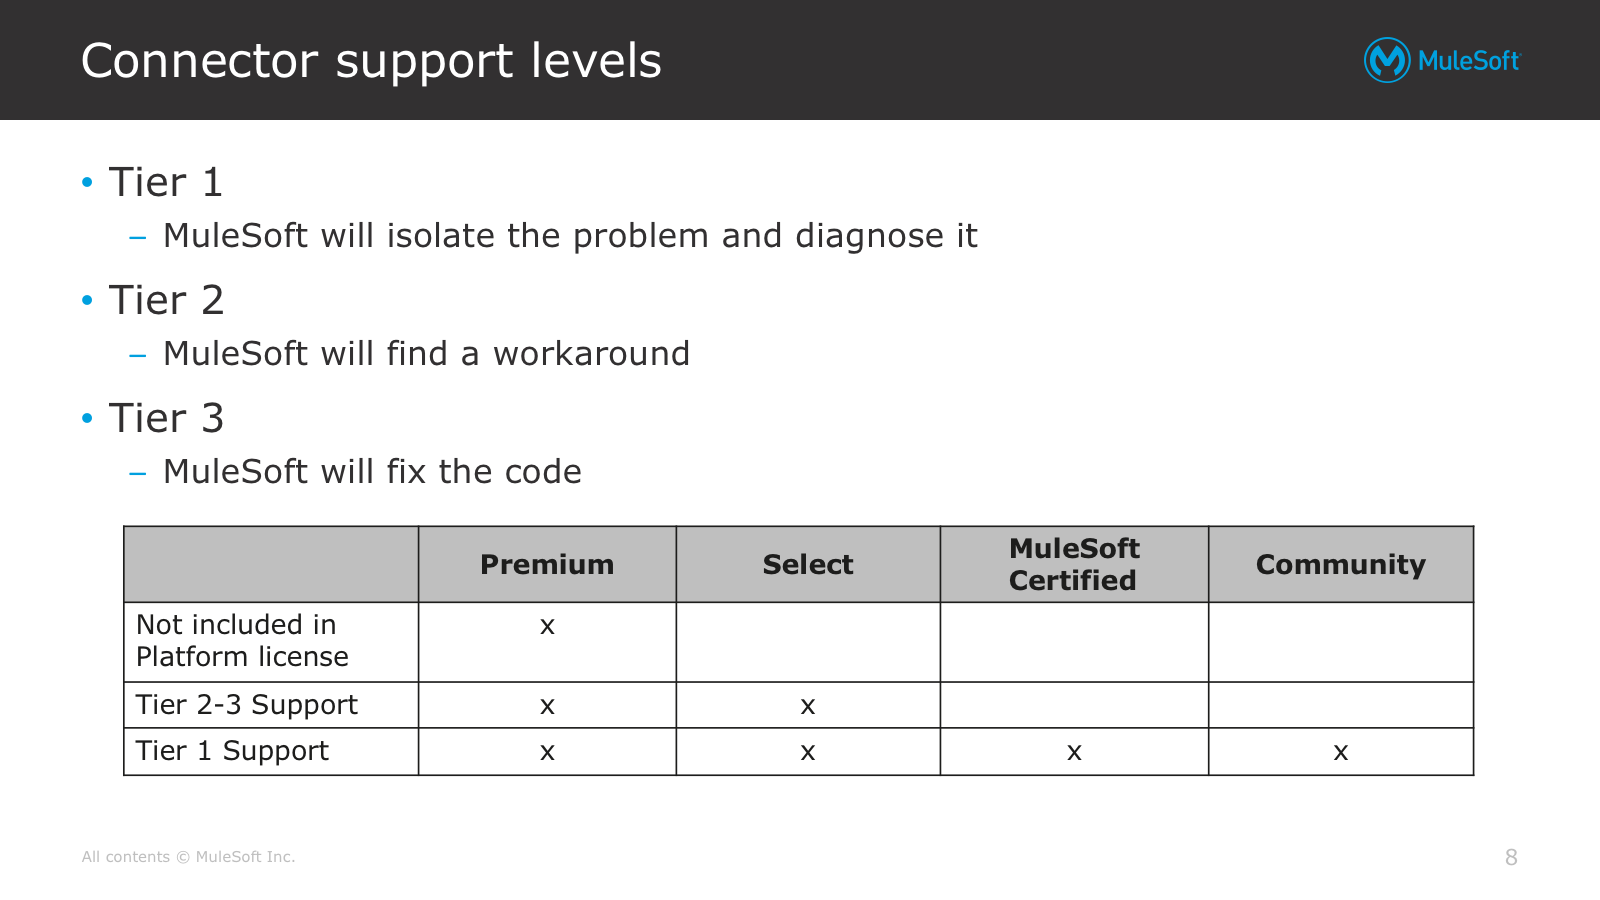 Connector support levels
MuleSoft
• Tier 1
– MuleSoft will isolate the problem and diagnose it
• Tier 2
– MuleSoft will find a workaround
• Tier 3
– MuleSoft will fix the code
Premium Select MuleSoft Certified Community
Not included in Platform license x
Tier 2-3 Support x x
Tier 1 Support x x x x
All contents © MuleSoft Inc.
8